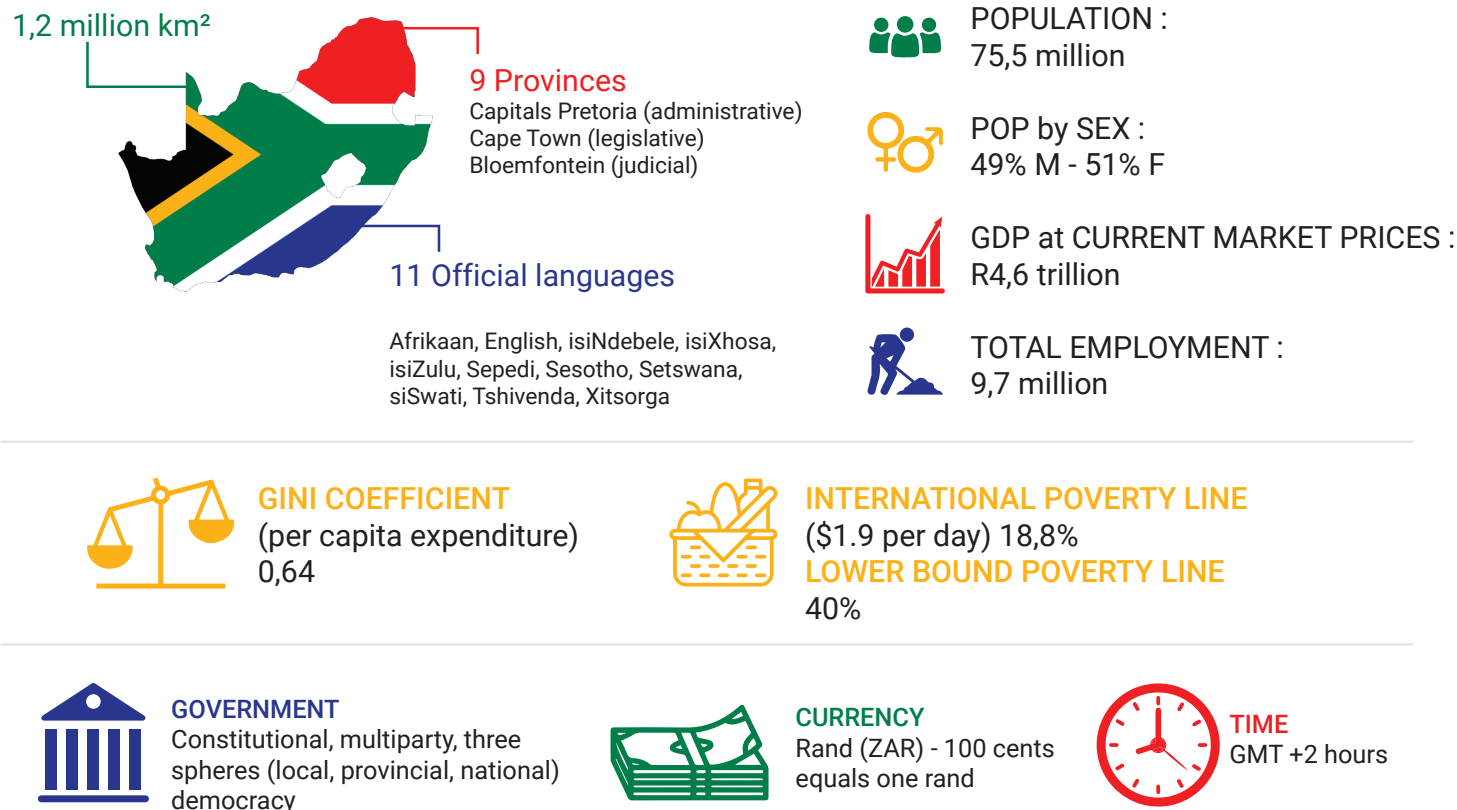 1,2 million km²
9 Provinces
Capitals Pretoria (administrative)
Cape Town (legislative)
Bloemfontein (judicial)
11 Official languages
Afrikaan, English, isiNdebele, isiXhosa,
isiZulu, Sepedi, Sesotho, Setswana,
siSwati, Tshivenda, Xitsorga
POPULATION :
75,5 million
POP by SEX :
49% M - 51% F
GDP at CURRENT MARKET PRICES :
R4,6 trillion
TOTAL EMPLOYMENT :
9,7 million
GINI COEFFICIENT
(per capita expenditure)
0,64
INTERNATIONAL POVERTY LINE
($1.9 per day) 18,8%
LOWER BOUND POVERTY LINE
40%
GOVERNMENT
Constitutional, multiparty, three
spheres (local, provincial, national)
democracy
CURRENCY
Rand (ZAR) - 100 cents
equals one rand
TIME
GMT +2 hours